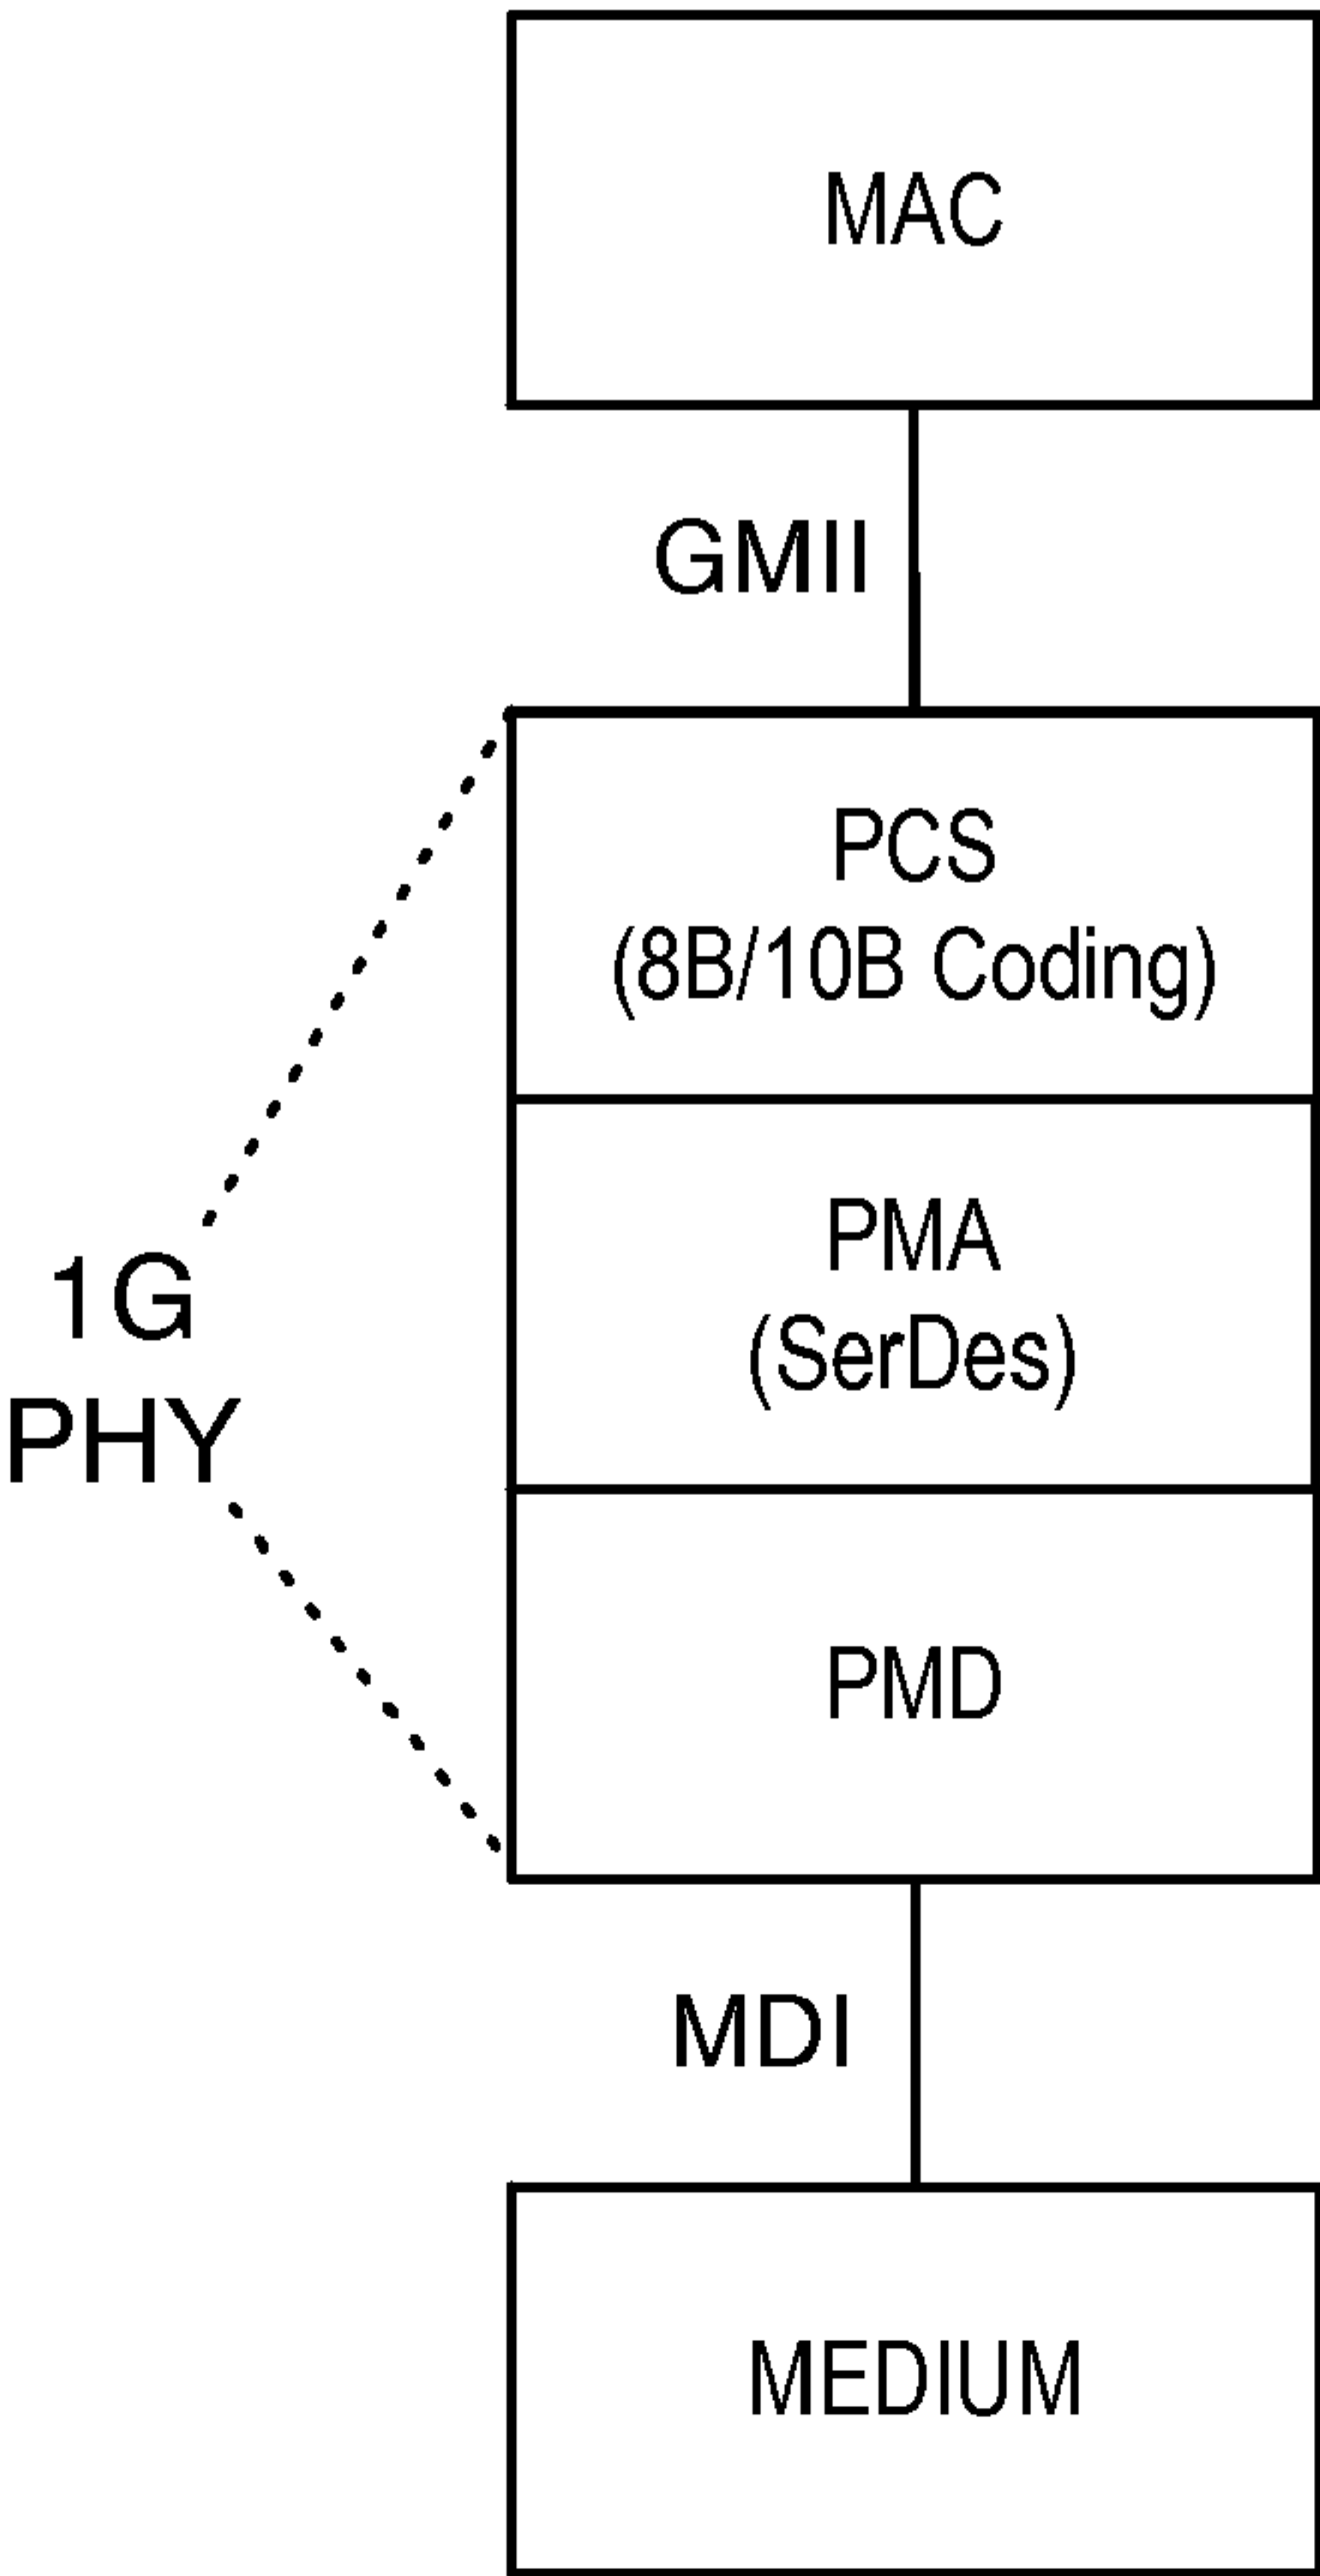 MAC
GMII
PCS
(8B/10B Coding)
1G
PHY
PMA
(SerDes)
PMD
MDI
MEDIUM